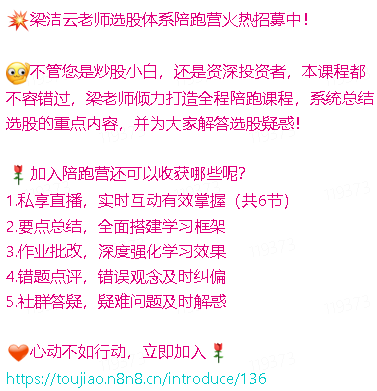 💥梁洁云老师选股体系陪跑营火热招募中！
😳不管您是炒股小白，还是资深投资者，本课程都
不容错过，梁老师倾力打造全程陪跑课程，系统总结
选股的重点内容，并为大家解答选股疑惑！
🌹加入陪跑营还可以收获哪些呢？
1.私享直播，实时互动有效掌握（共6节）
2.要点总结，全面搭建学习框架
3.作业批改，深度强化学习效果
4.错题点评，错误观念及时纠偏
5.社群答疑，疑难问题及时解惑
❤️心动不如行动，立即加入🌹
https://toujiao.n8n8.cn/introduce/136